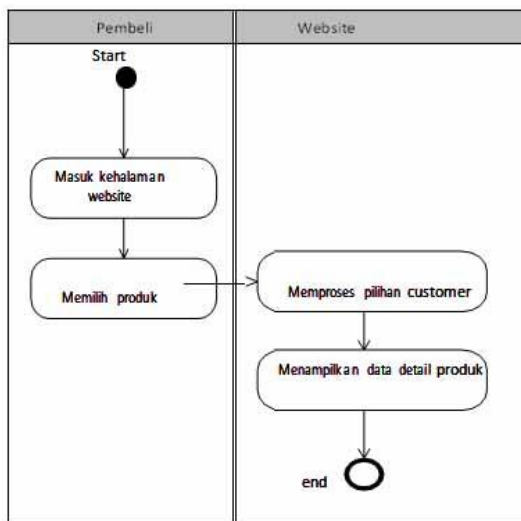 Pembeli
Website
Start
Masuk kehalaman
website
Memilih produk
Memproses pilihan customer
Menampilkan data detail produk
end